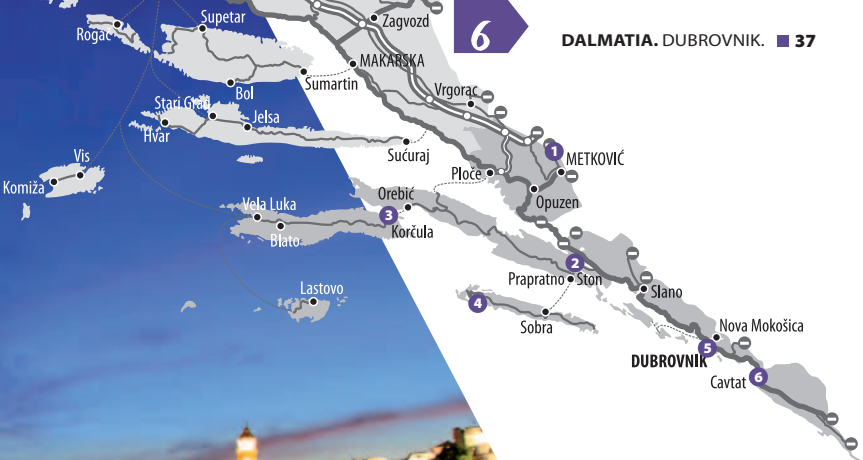 6
DALMATIA. DUBROVNIK. 37
Zagvozd
Supetar
Rogač
MAKARSKA
Sumartin
Bol
Vrgorac
Stari Grad
Jelsa
Hvar
Sućuraj
1
METKOVIĆ
Vis
Komiža
Ploče
Orebić
Opuzen
Vela Luka
3
Korčula
Blato
2
Prapratno
Ston
Lastovo
4
Slano
Sobra
Nova Mokošica
5
DUBROVNIK
Cavtat
6